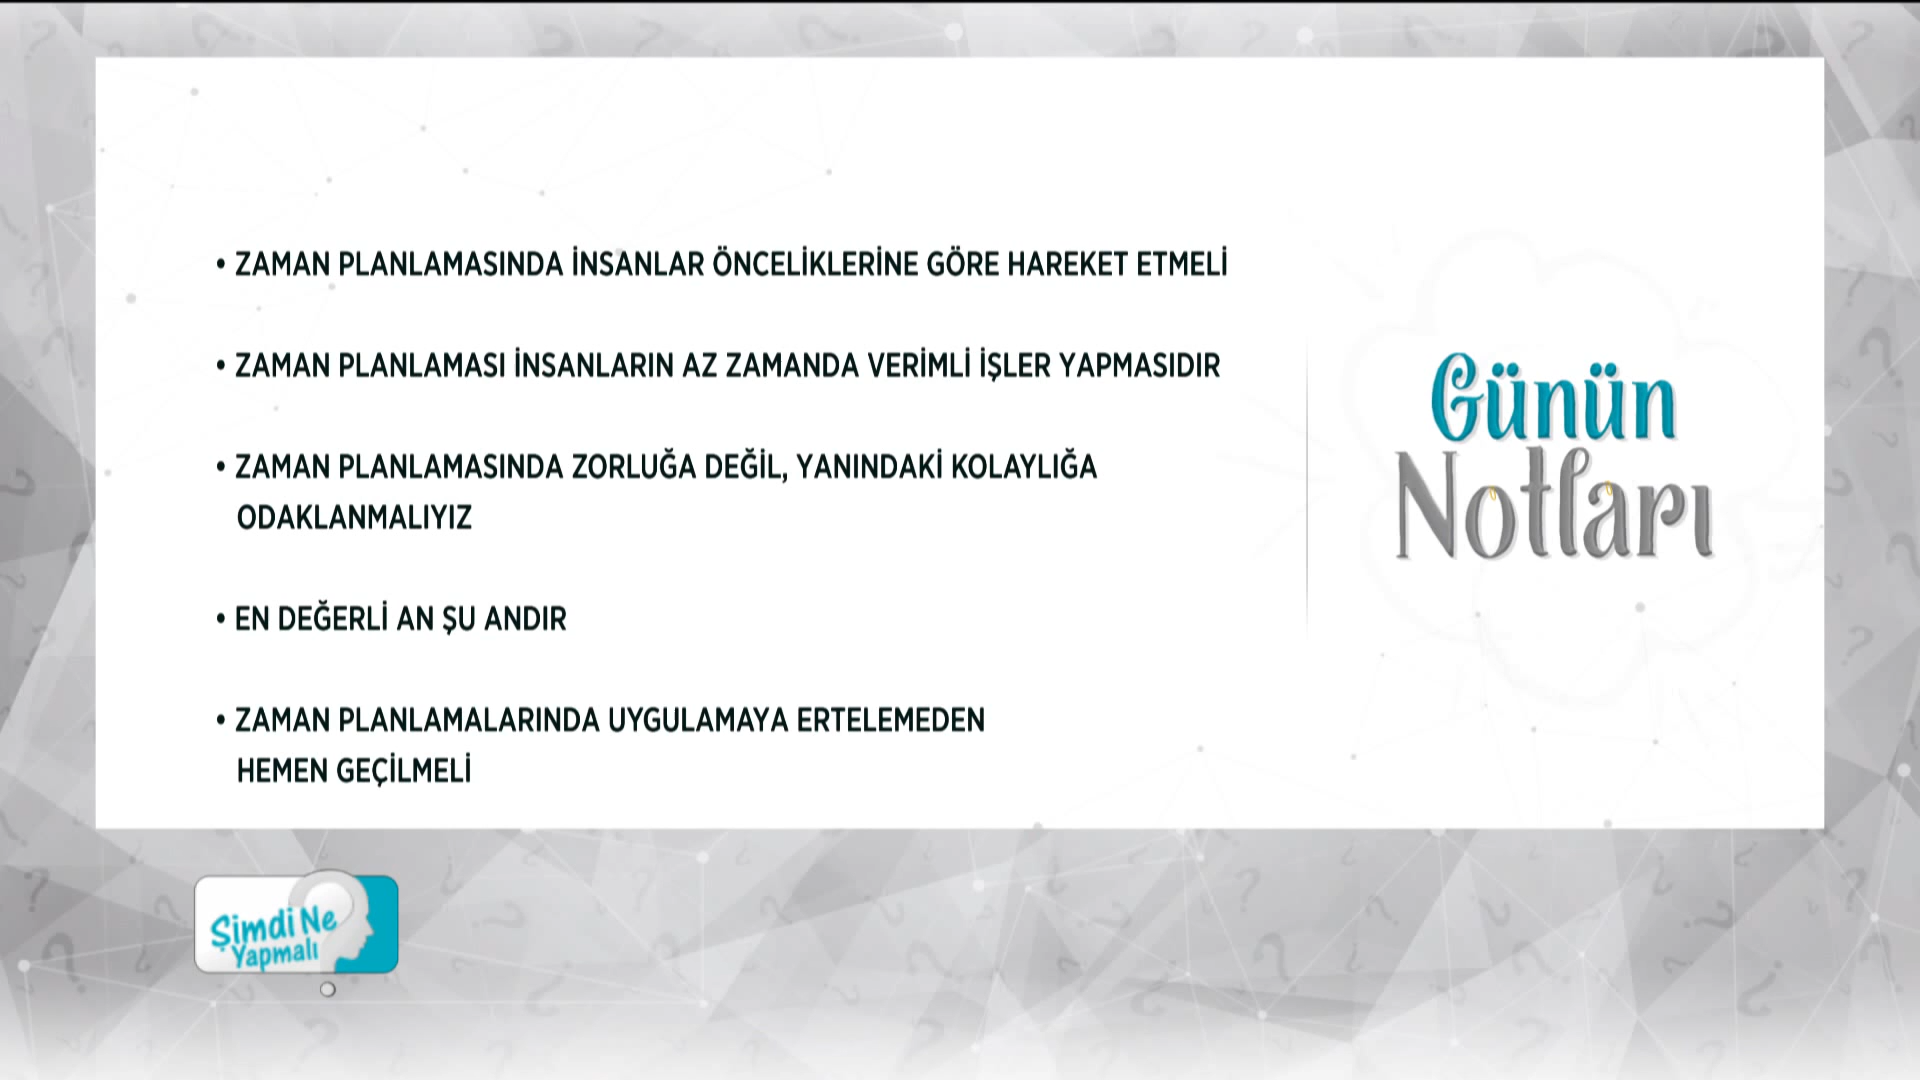 • ZAMAN PLANLAMASINDA İNSANLAR ÖNCELİKLERİNE GÖRE HAREKET ETMELİ
• ZAMAN PLANLAMASI İNSANLARIN AZ ZAMANDA VERİMLİ İŞLER YAPMASIDIR
• ZAMAN PLANLAMASINDA ZORLUĞA DEĞİL, YANINDAKİ KOLAYLIĞA
ODAKLANMALIYIZ
• EN DEĞERLİ AN ŞU ANDIR
• ZAMAN PLANLAMALARINDA UYGULAMAYA ERTELEMEDEN
HEMEN GEÇİLMELİ
Günün
Notları
Şimdi Ne
Yapmalı